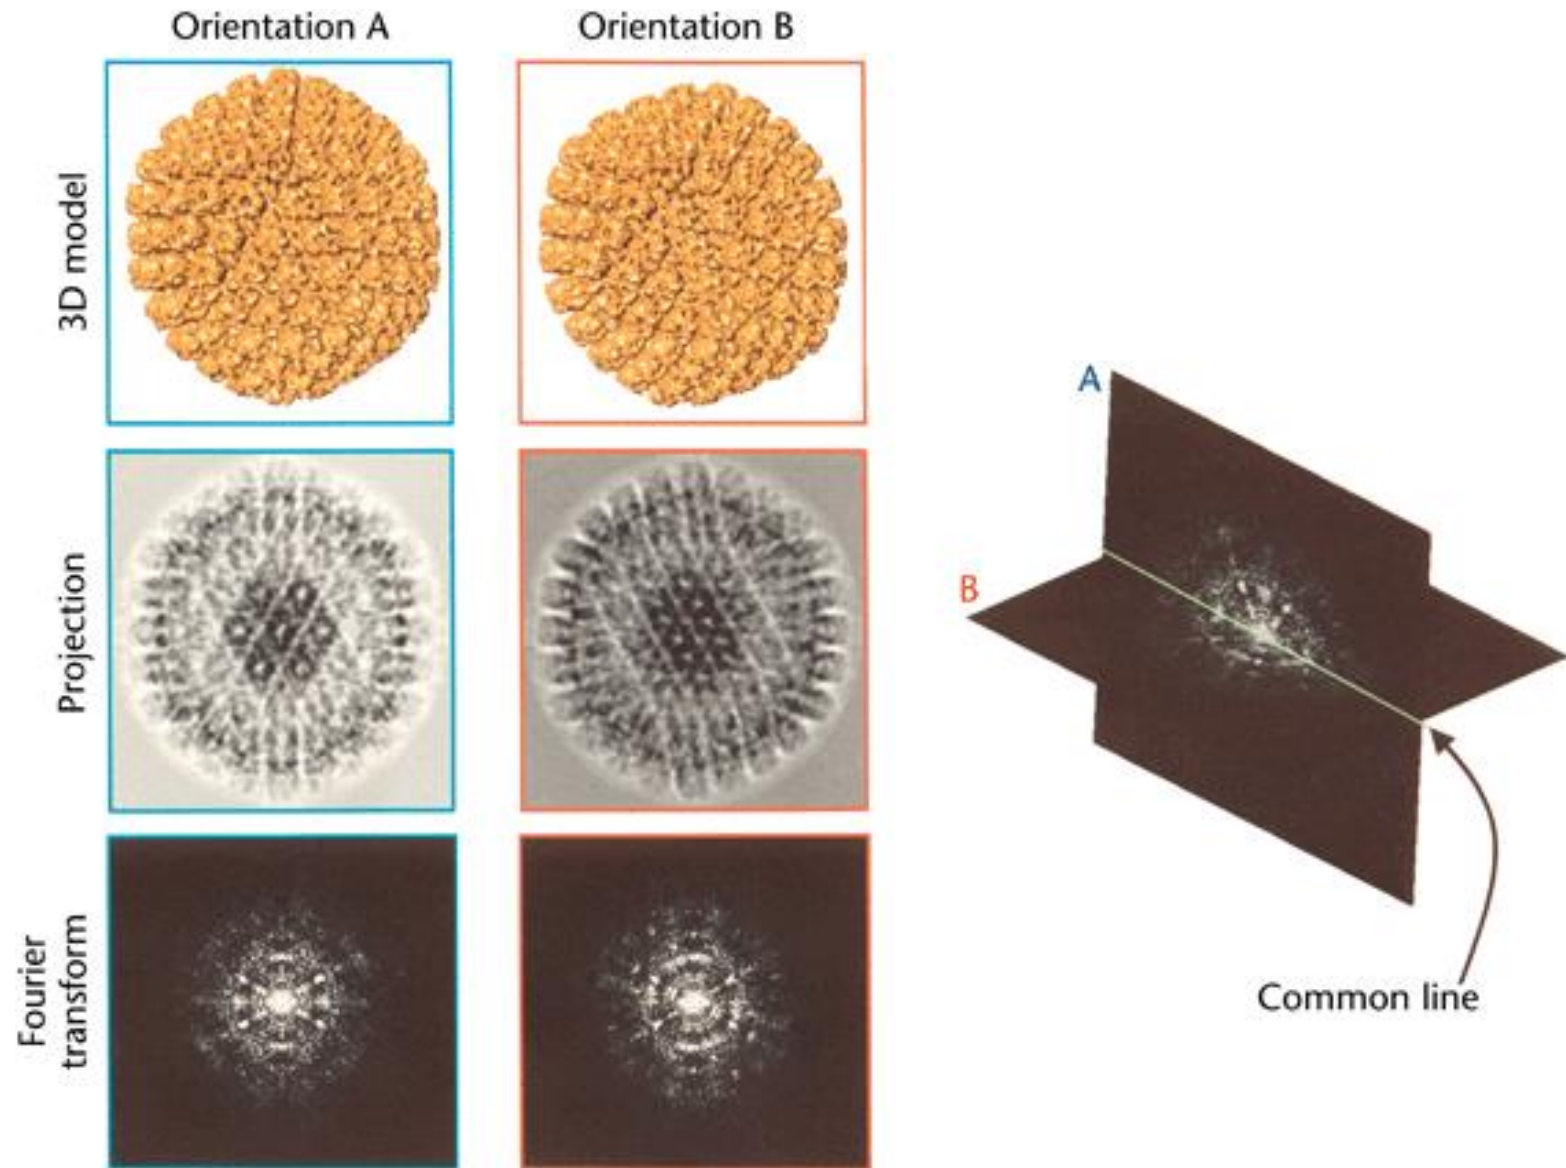 Orientation A
Orientation B
3D model
Projection
Fourier
transform
A
B
Common line